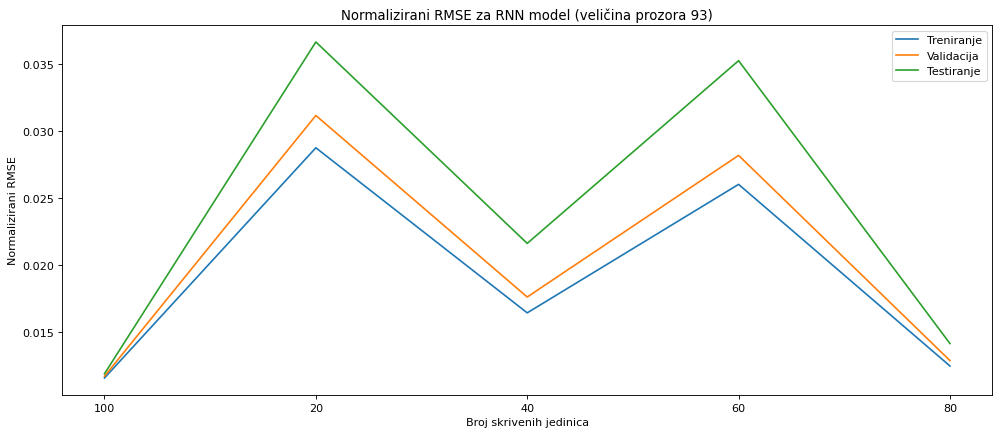 Normalizirani RMSE za RNN model (veličina prozora 93)
Treniranje
Validacija
Testiranje
0.035
0.030
0.025
0.020
0.015
Normalizirani RMSE
100 20 40 60 80
Broj skrivenih jedinica